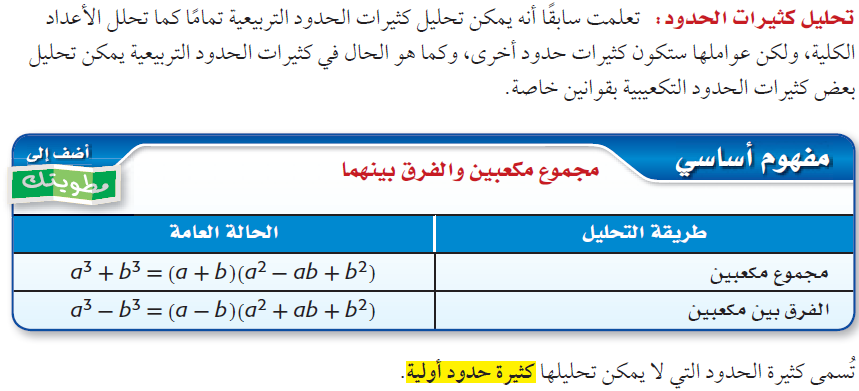 تحليل كثيرات الحدود: تعلمت سابقًا أنه يمكن تحليل كثيرات الحدود التربيعية تمامًا كما تحلل الأعداد
الكلية، ولكن عواملها ستكون كثيرات حدود أخرى، وكما هو الحال في كثيرات الحدود التربيعية يمكن تحليل
بعض كثيرات الحدود التكعيبية بقوانين خاصة.
مفهوم أساسي
مجموع مكعبين والفرق بينهما
أضف إلى
مطويتك
طريقة التحليل الحالة العامة
مجموع مكعبين a³ + b³ = (a + b)(a² − ab + b²)
الفرق بين مكعبين a³ − b³ = (a − b)(a² + ab + b²)
تُسمى كثيرة الحدود التي لا يمكن تحليلها كثيرة حدود أولية.